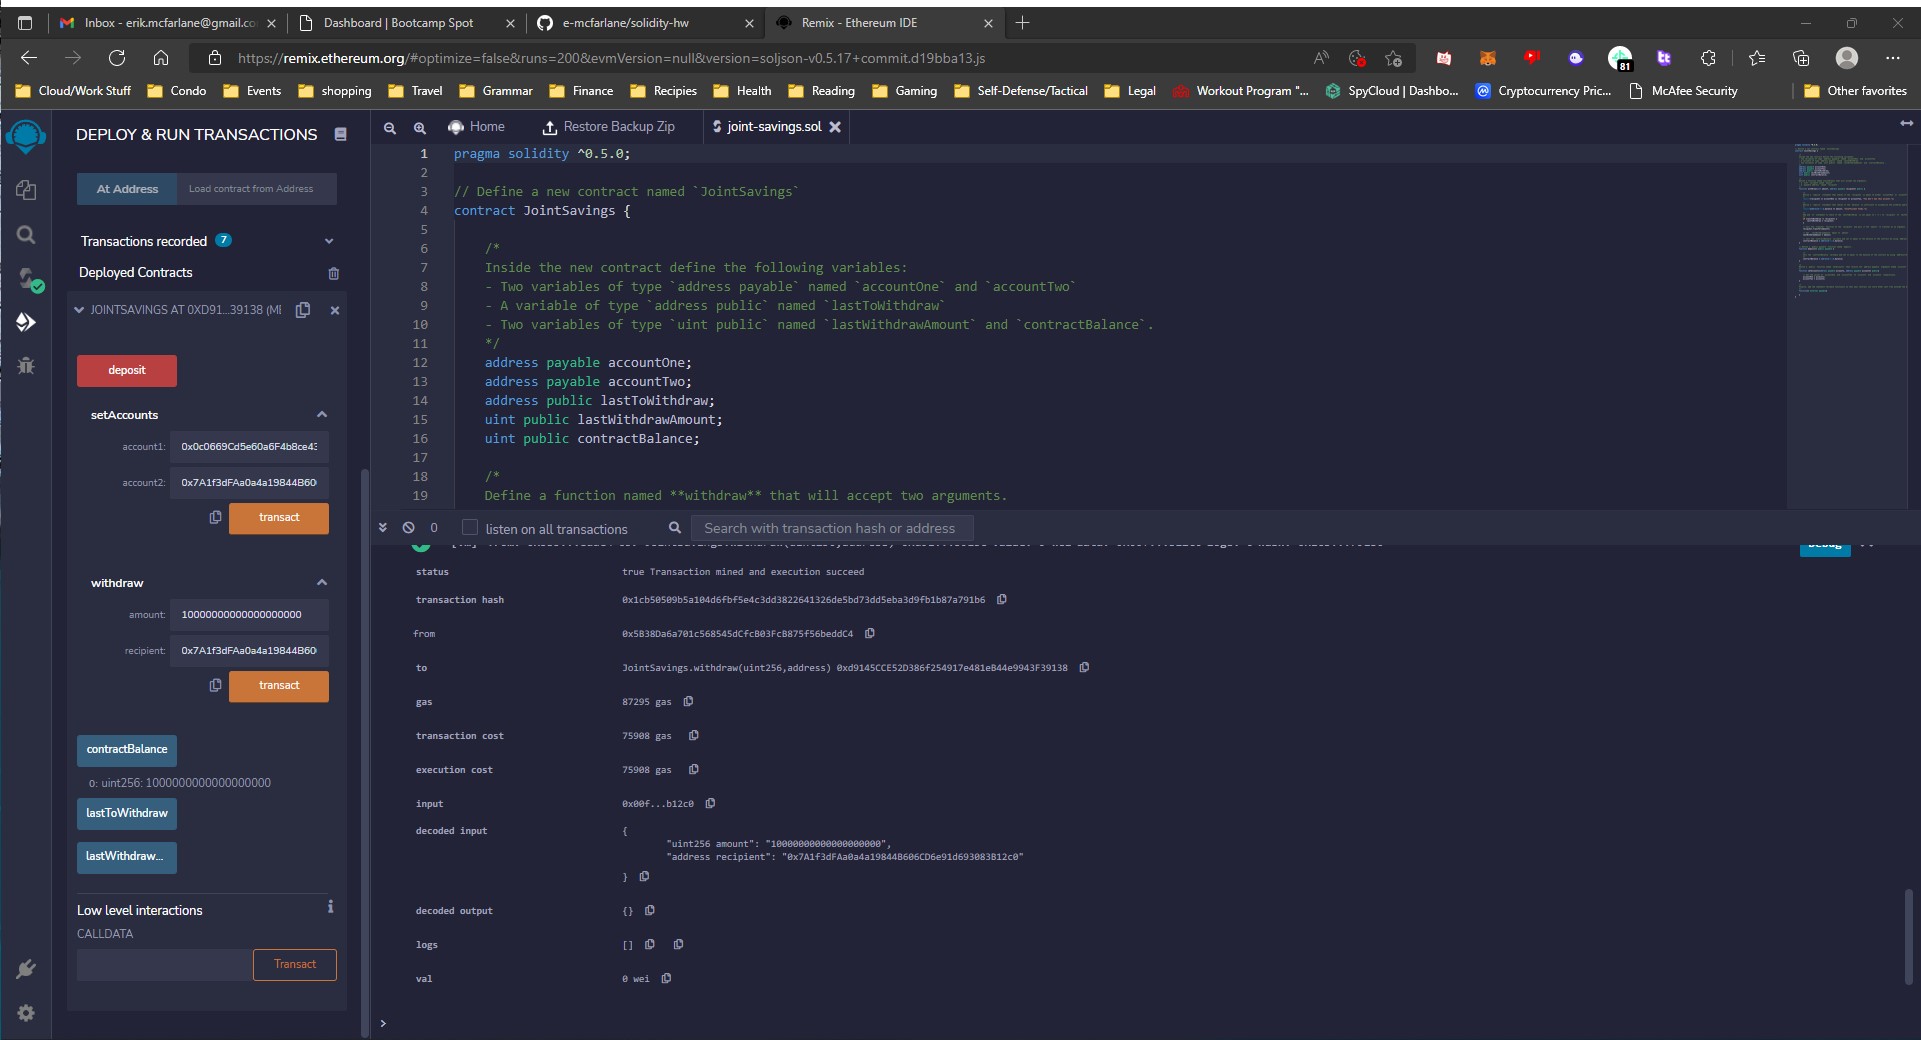 Inbox - erik.mcfarlane@gmail.co
Dashboard | Bootcamp Spot
e-mcfarlane/solidity-hw
Remix - Ethereum IDE
https://remix.ethereum.org/#optimize=false&runs=200&evmVersion=null&version=soljson-v0.5.17+commit.d19bba13.js
81
Cloud/Work Stuff
Condo
Events
shopping
Travel
Grammar
Finance
Recipies
Health
Reading
Gaming
Self-Defense/Tactical
Legal
Workout Program "...
SpyCloud | Dashbo...
Cryptocurrency Pric...
McAfee Security
Other favorites
DEPLOY & RUN TRANSACTIONS
At Address
Load contract from Address
Transactions recorded 7
Deployed Contracts
JOINTSAVINGS AT 0XD91...39138 (ME
deposit
setAccounts
account1: 0x0c0669Cd5e60a6F4b8ce43
account2: 0x7A1f3dFAa0a4a19844B60
transact
withdraw
amount: 10000000000000000000
recipient: 0x7A1f3dFAa0a4a19844B60
transact
contractBalance
0: uint256: 1000000000000000000
lastToWithdraw
lastWithdraw...
Low level interactions
CALLDATA
Transact
Home
Restore Backup Zip
joint-savings.sol
1 pragma solidity ^0.5.0;
2
3 // Define a new contract named `JointSavings`
4 contract JointSavings {
5
6 /*
7 Inside the new contract define the following variables:
8 - Two variables of type `address payable` named `accountOne` and `accountTwo`
9 - A variable of type `address public` named `lastToWithdraw`
10 - Two variables of type `uint public` named `lastWithdrawAmount` and `contractBalance`.
11 */
12 address payable accountOne;
13 address payable accountTwo;
14 address public lastToWithdraw;
15 uint public lastWithdrawAmount;
16 uint public contractBalance;
17
18 /*
19 Define a function named **withdraw** that will accept two arguments.
0
listen on all transactions
Search with transaction hash or address
Debug
status true Transaction mined and execution succeed
transaction hash 0x1cb50509b5a104d6fbf5e4c3dd3822641326de5bd73dd5eba3d9fb1b87a791b6
from 0x5B38Da6a701c568545dCfcB03FcB875f56beddC4
to JointSavings.withdraw(uint256,address) 0xd9145CCE52D386f254917e481eB44e9943F39138
gas 87295 gas
transaction cost 75908 gas
execution cost 75908 gas
input 0x00f...b12c0
decoded input {
"uint256 amount": "10000000000000000000",
"address recipient": "0x7A1f3dFAa0a4a19844B606CD6e91d693083B12c0"
}
decoded output {}
logs []
val 0 wei
>